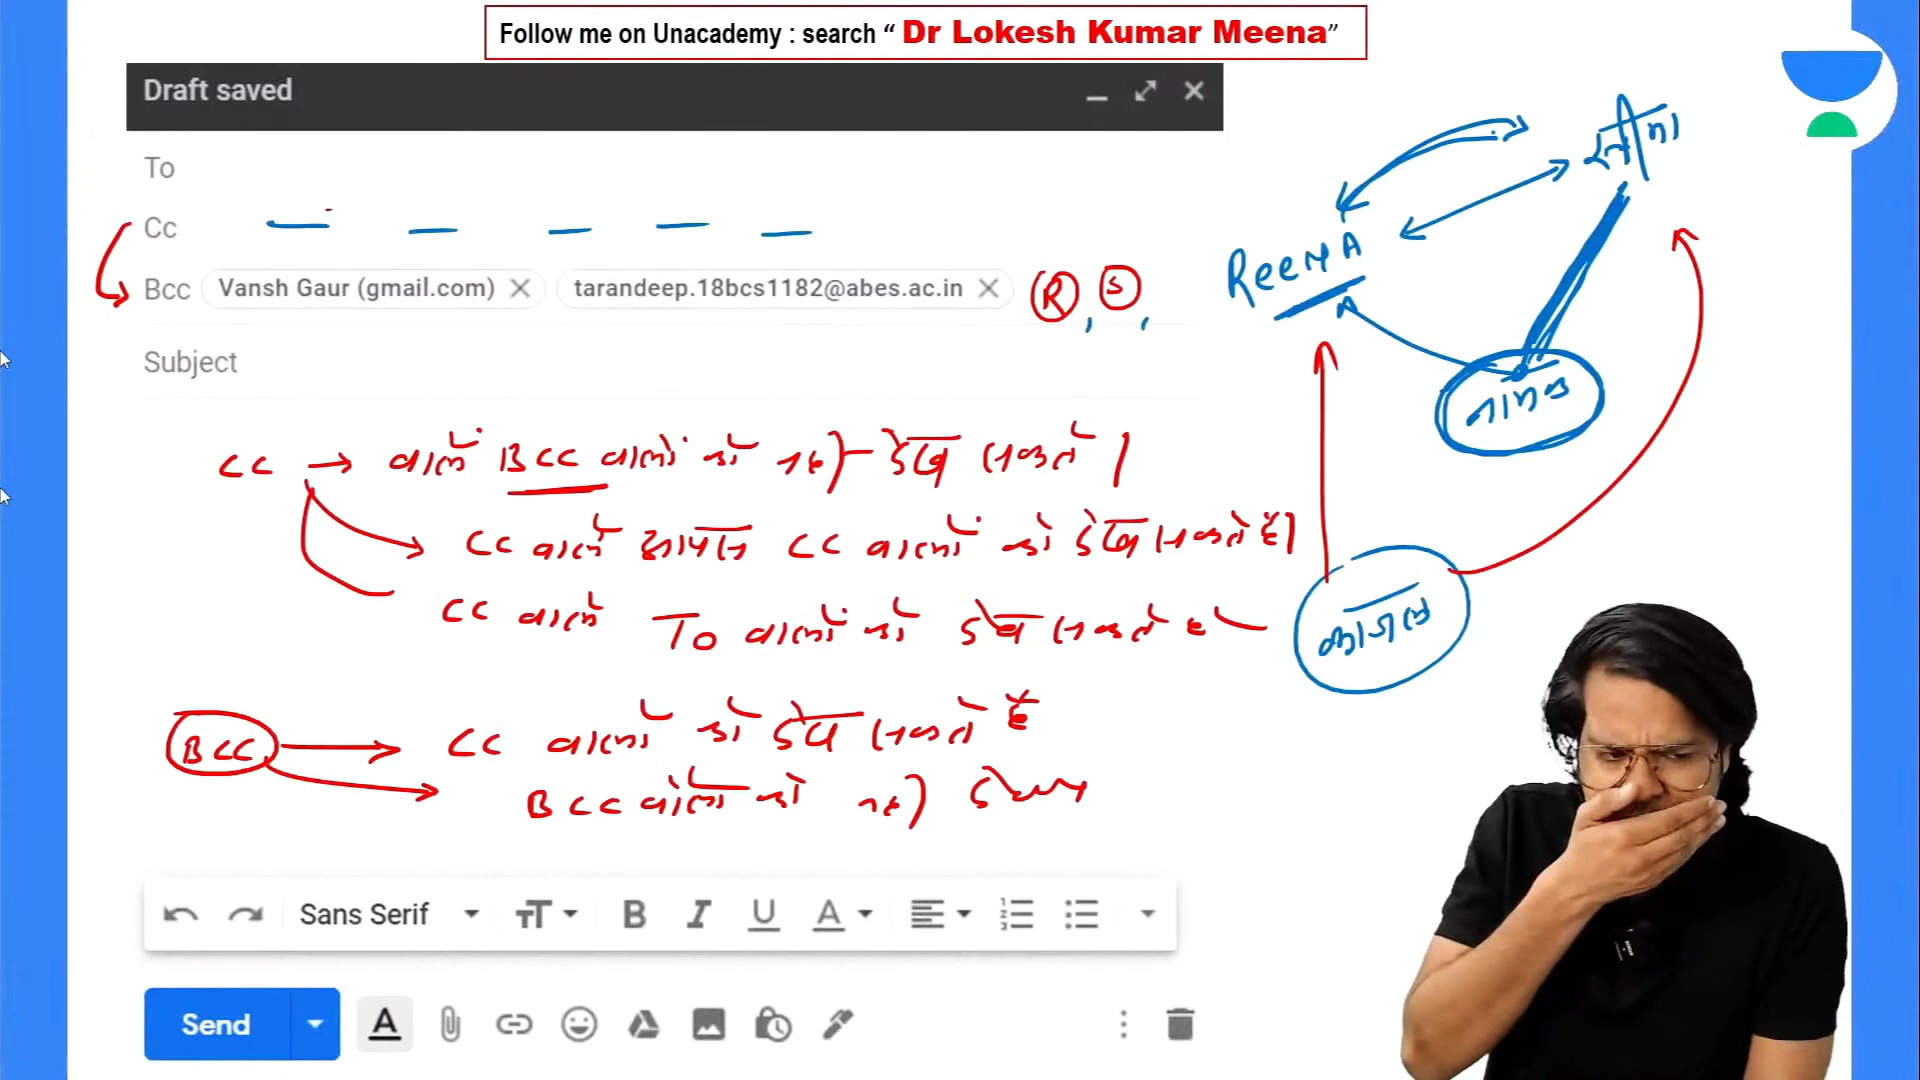 Follow me on Unacademy : search “ Dr Lokesh Kumar Meena”
Draft saved
To
Cc
Bcc Vansh Gaur (gmail.com) tarandeep.18bcs1182@abes.ac.in R, S,
Subject
REENA
CC → वाले BCC वालों को नहीं देख सकते।
CC वाले CC वालों को देख सकते हैं।
CC वाले To वालों को देख सकते है
BCC → CC वालों को देख सकते है
BCC वालों को नहीं
Sans Serif
Send